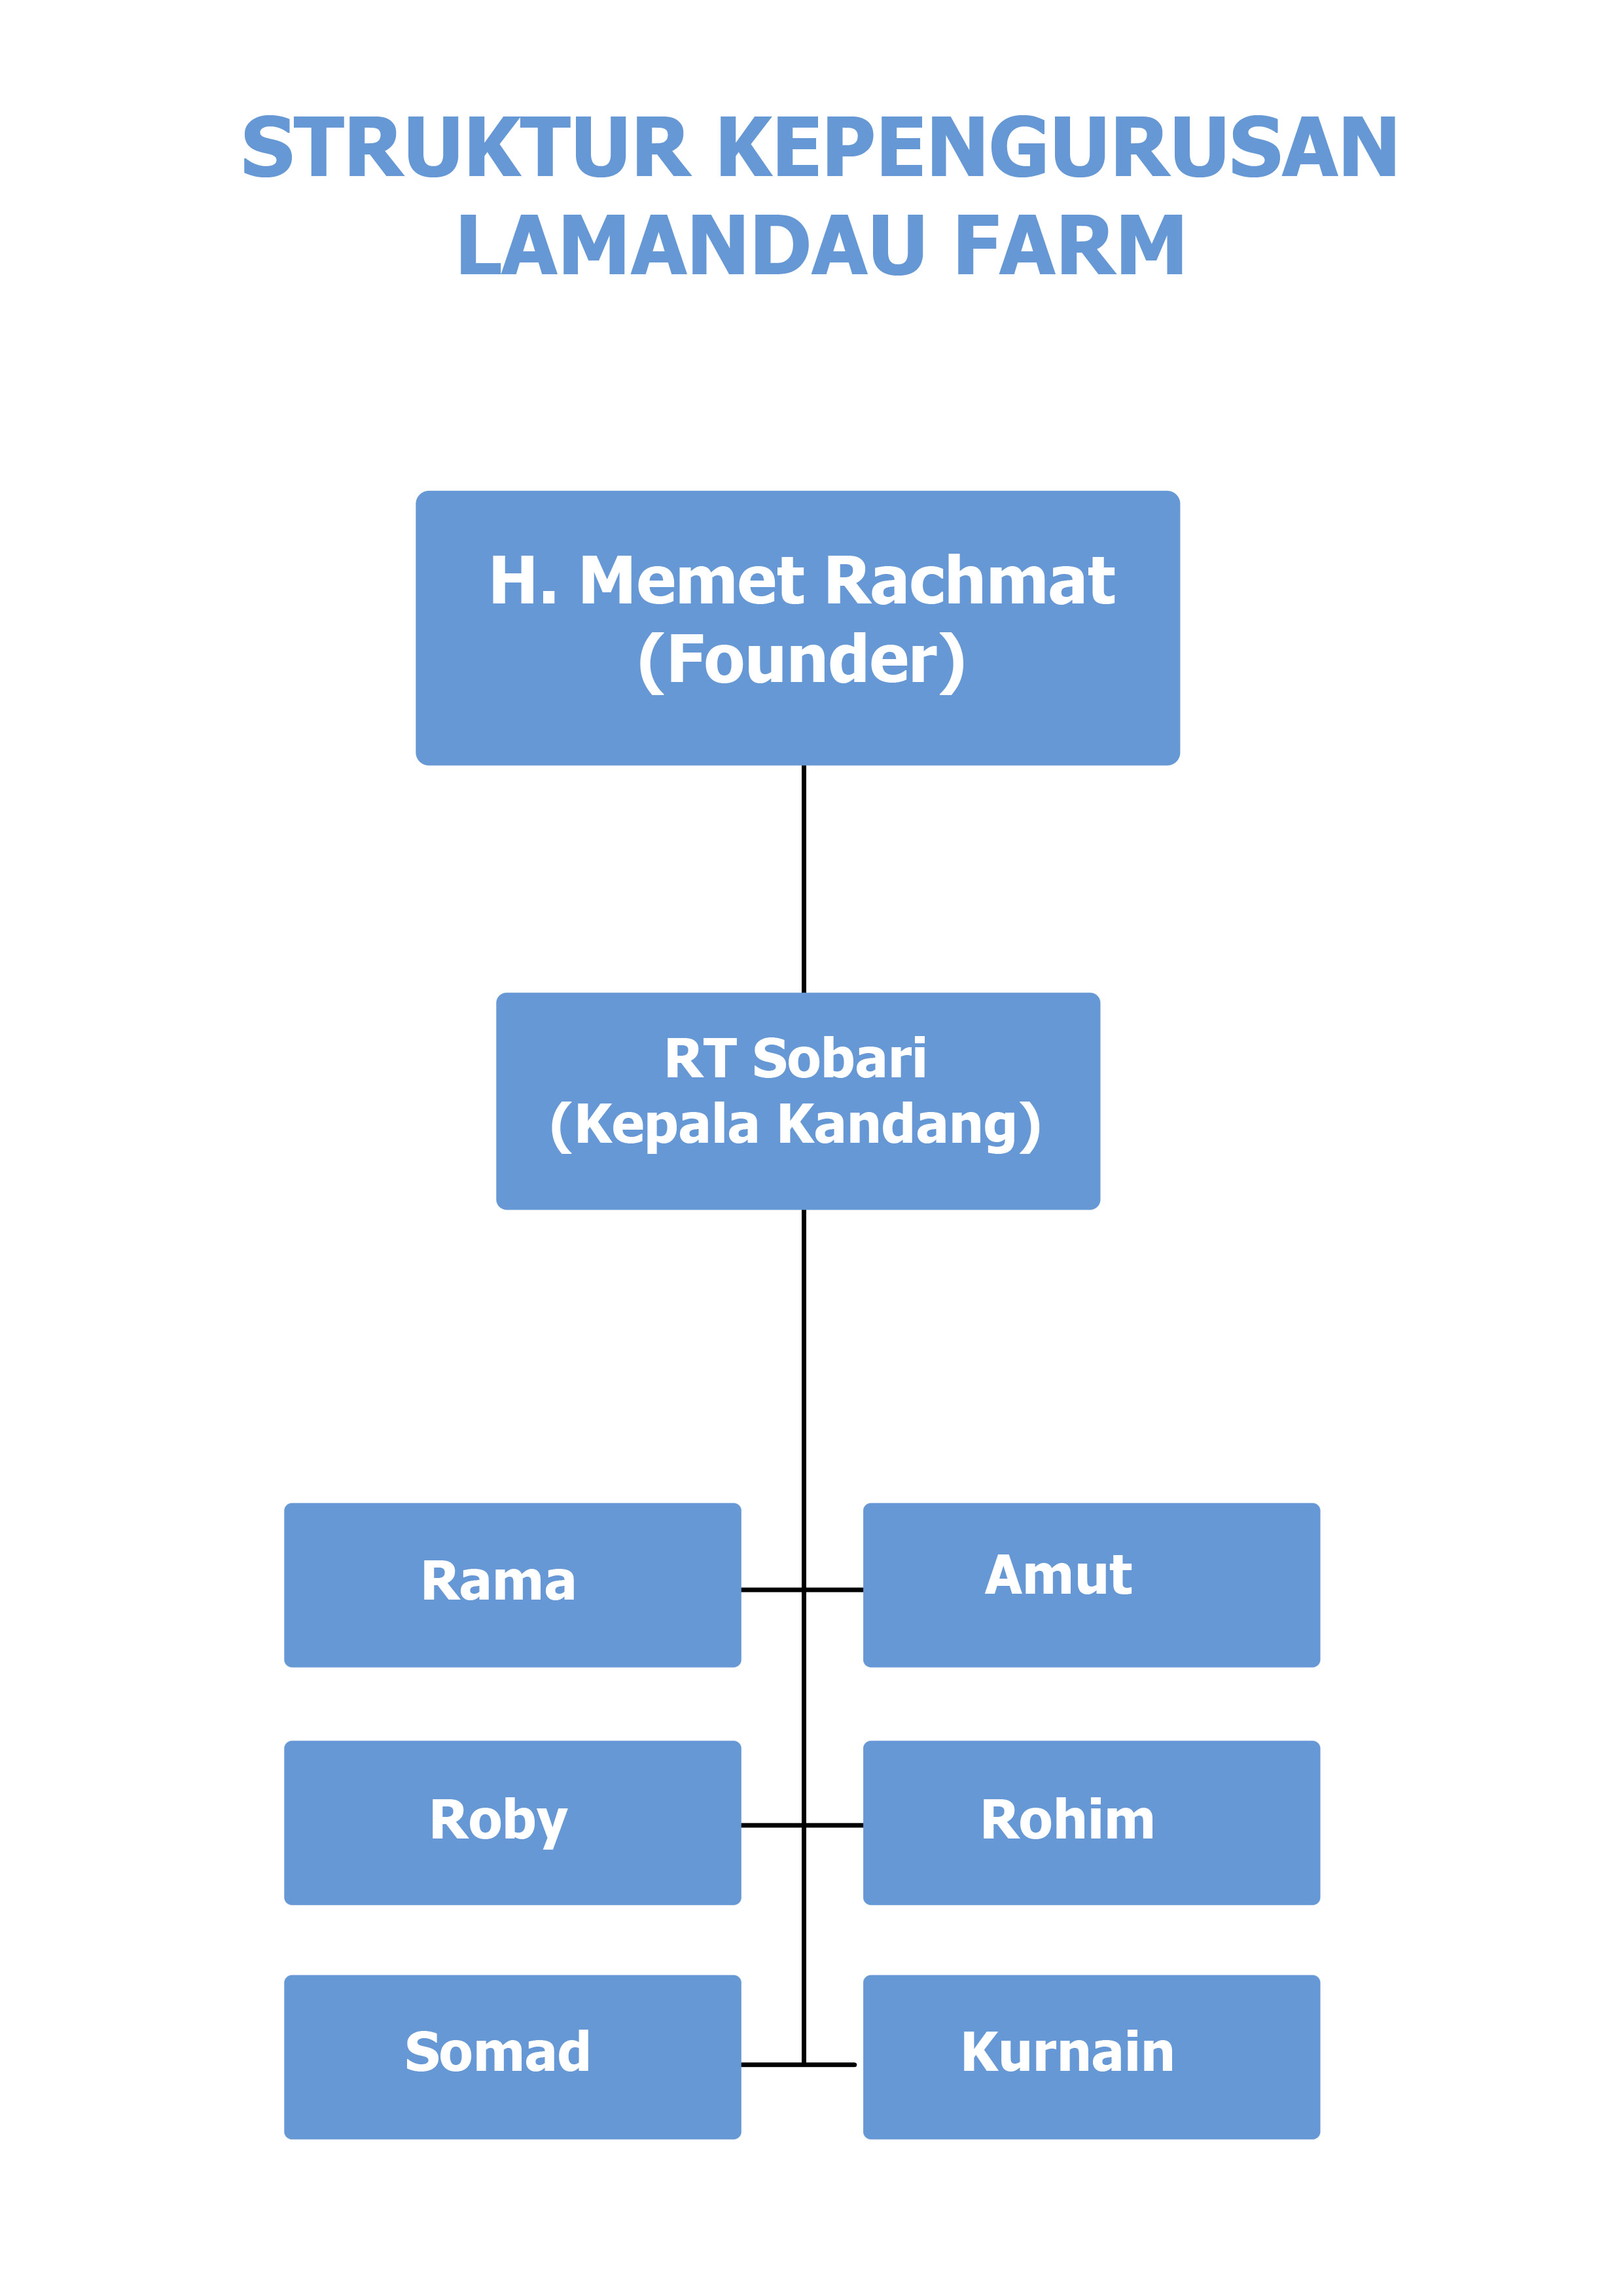 STRUKTUR KEPENGURUSAN
LAMANDAU FARM
H. Memet Rachmat
(Founder)
RT Sobari
(Kepala Kandang)
Rama
Amut
Roby
Rohim
Somad
Kurnain